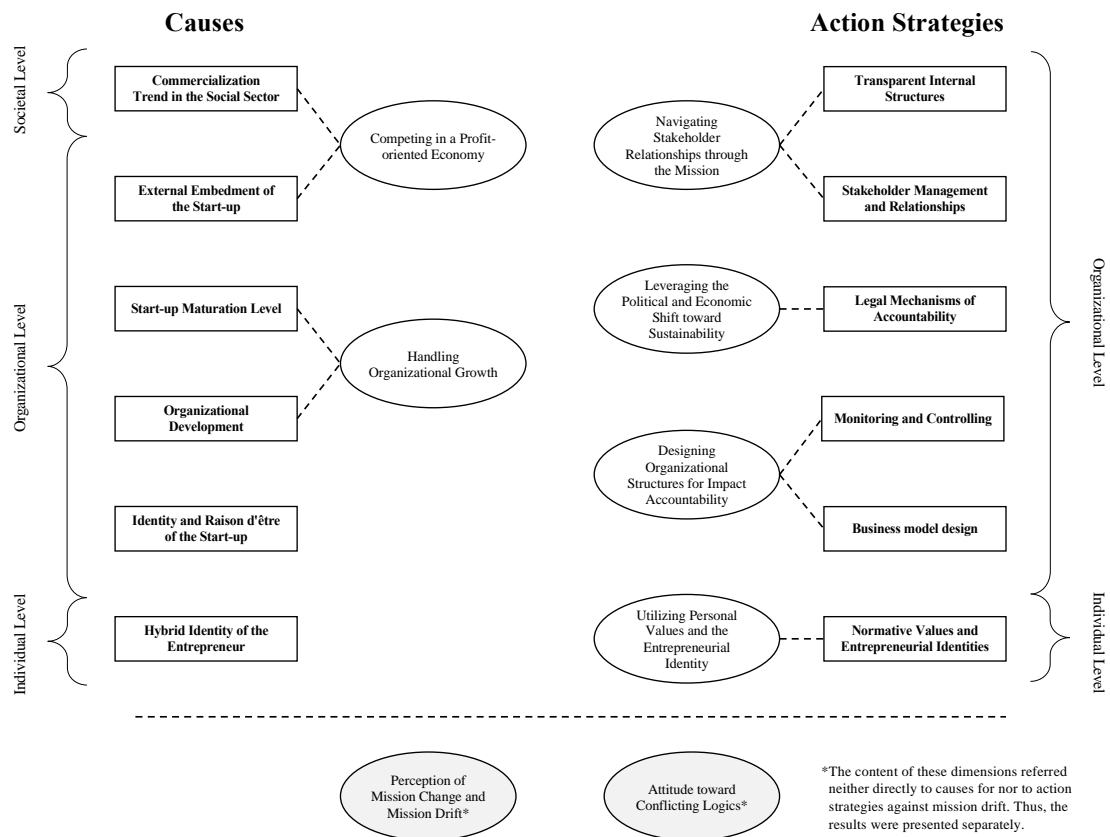 Causes
Action Strategies
Societal Level
Organizational Level
Individual Level
Commercialization
Trend in the Social Sector
External Embedment of
the Start-up
Start-up Maturation Level
Organizational
Development
Identity and Raison d'être
of the Start-up
Hybrid Identity of the
Entrepreneur
Competing in a Profit-
oriented Economy
Handling
Organizational Growth
Navigating
Stakeholder
Relationships through
the Mission
Leveraging the
Political and Economic
Shift toward
Sustainability
Designing
Organizational
Structures for Impact
Accountability
Utilizing Personal
Values and the
Entrepreneurial
Identity
Transparent Internal
Structures
Stakeholder Management
and Relationships
Legal Mechanisms of
Accountability
Monitoring and Controlling
Business model design
Normative Values and
Entrepreneurial Identities
Organizational Level
Individual Level
Perception of
Mission Change and
Mission Drift*
Attitude toward
Conflicting Logics*
*The content of these dimensions referred
neither directly to causes for nor to action
strategies against mission drift. Thus, the
results were presented separately.